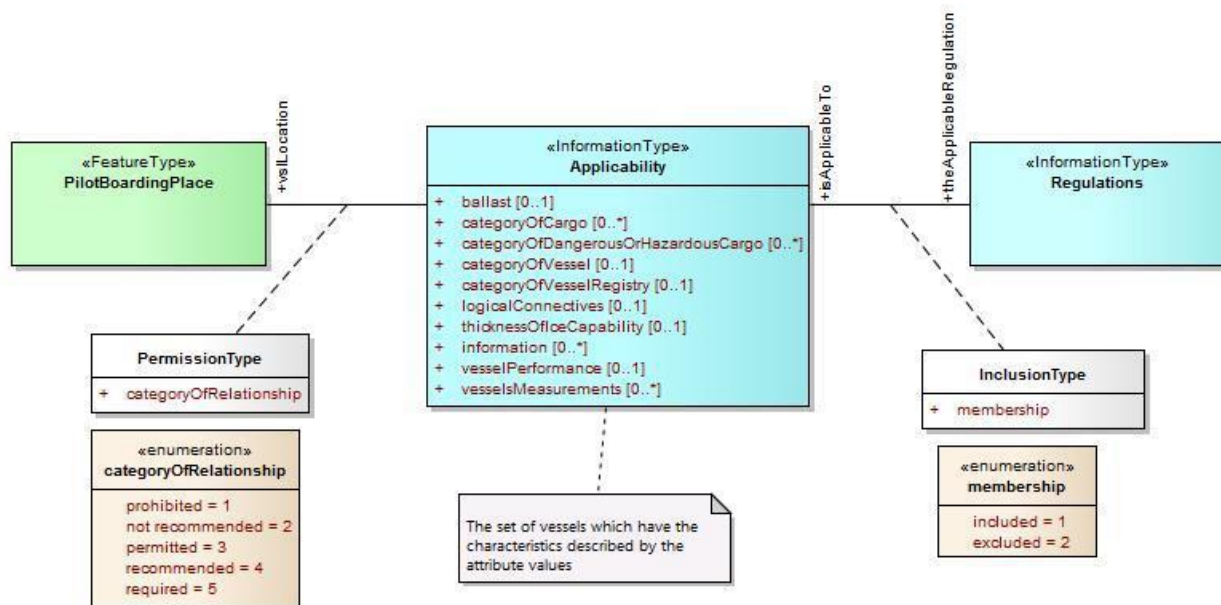 +vslLocation
+isApplicableTo
+theApplicableRegulation
«FeatureType»
PilotBoardingPlace
«InformationType»
Applicability
+ ballast [0..1]
+ categoryOfCargo [0..*]
+ categoryOfDangerousOrHazardousCargo [0..*]
+ categoryOfVessel [0..1]
+ categoryOfVesselRegistry [0..1]
+ logicalConnectives [0..1]
+ thicknessOfIceCapability [0..1]
+ information [0..*]
+ vesselPerformance [0..1]
+ vesselsMeasurements [0..*]
«InformationType»
Regulations
PermissionType
+ categoryOfRelationship
«enumeration»
categoryOfRelationship
prohibited = 1
not recommended = 2
permitted = 3
recommended = 4
required = 5
The set of vessels which have the
characteristics described by the
attribute values
InclusionType
+ membership
«enumeration»
membership
included = 1
excluded = 2